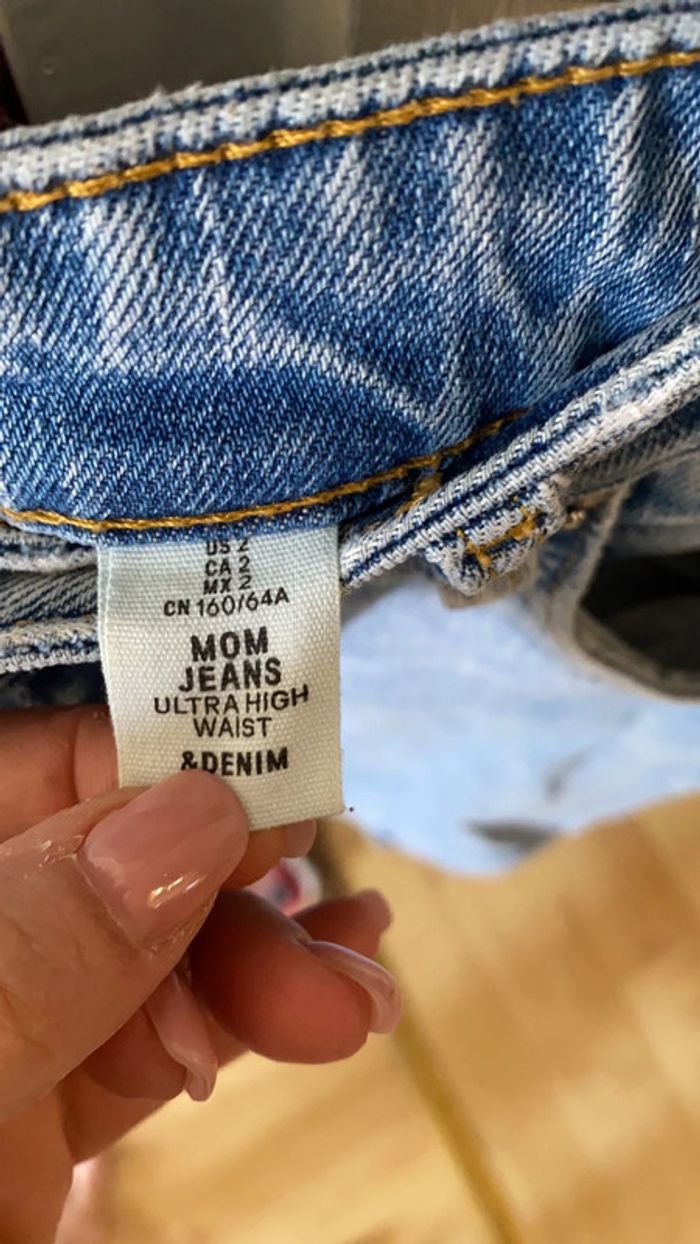 US 2
CA 2
MX 2
CN 160/64A
MOM
JEANS
ULTRA HIGH
WAIST
&DENIM